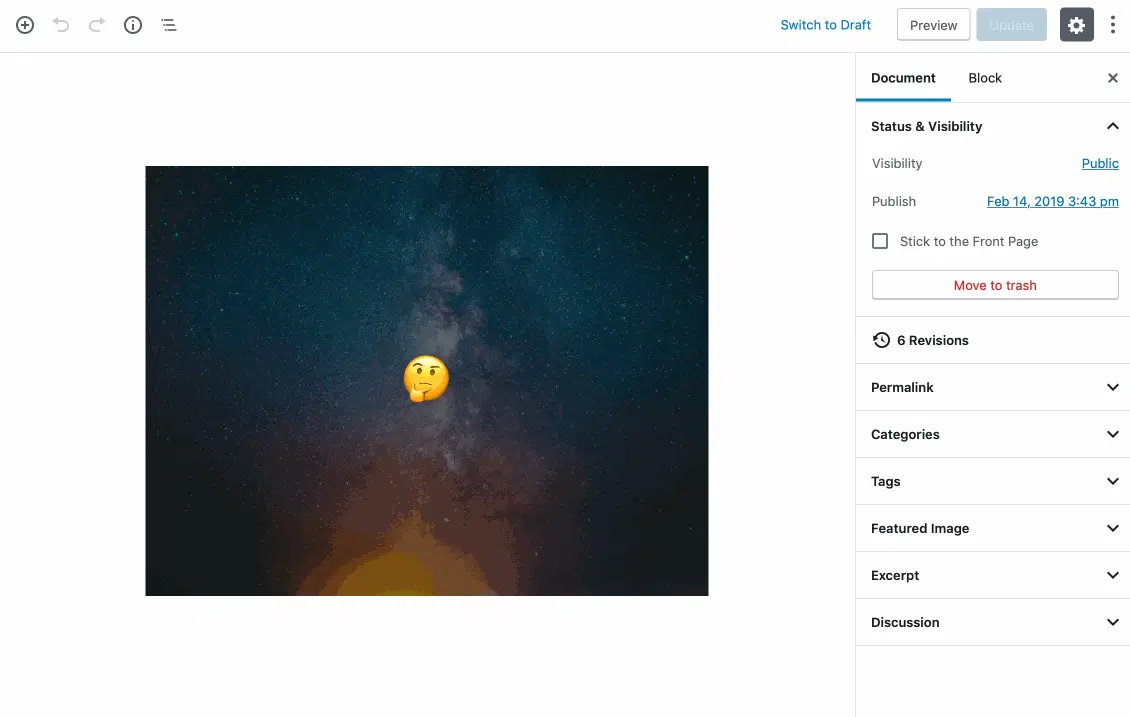 Switch to Draft Preview Update
Document Block
Status & Visibility
Visibility Public
Publish Feb 14, 2019 3:43 pm
Stick to the Front Page
Move to trash
6 Revisions
Permalink
Categories
Tags
Featured Image
Excerpt
Discussion